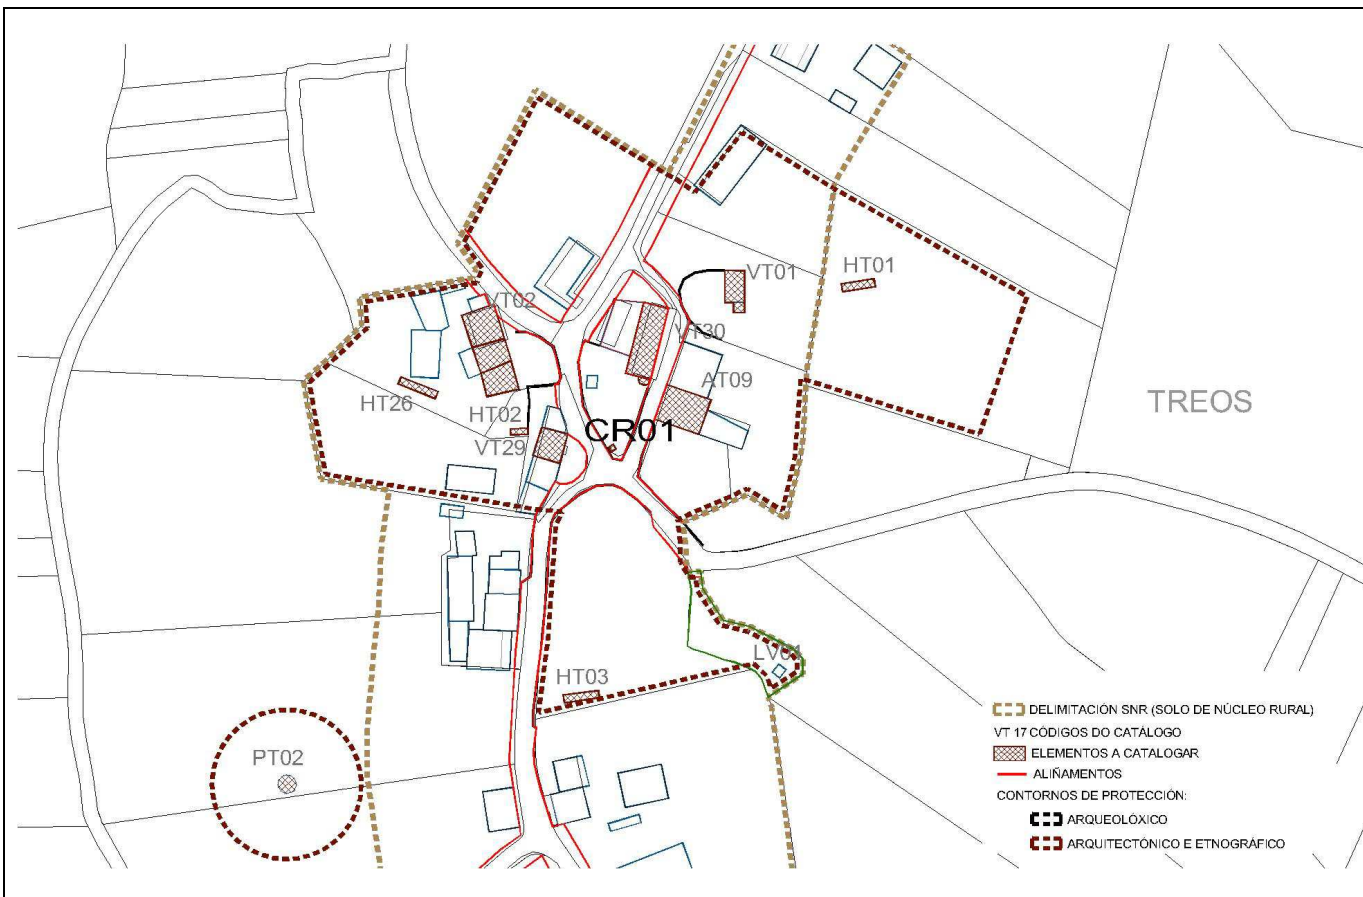 VT02
VT01
HT01
VT30
HT26
AT09
HT02
CR01
VT29
TREOS
LV01
HT03
PT02
DELIMITACIÓN SNR (SOLO DE NÚCLEO RURAL)
VT 17 CÓDIGOS DO CATÁLOGO
ELEMENTOS A CATALOGAR
ALIÑAMENTOS
CONTORNOS DE PROTECCIÓN:
ARQUEOLÓXICO
ARQUITECTÓNICO E ETNOGRÁFICO